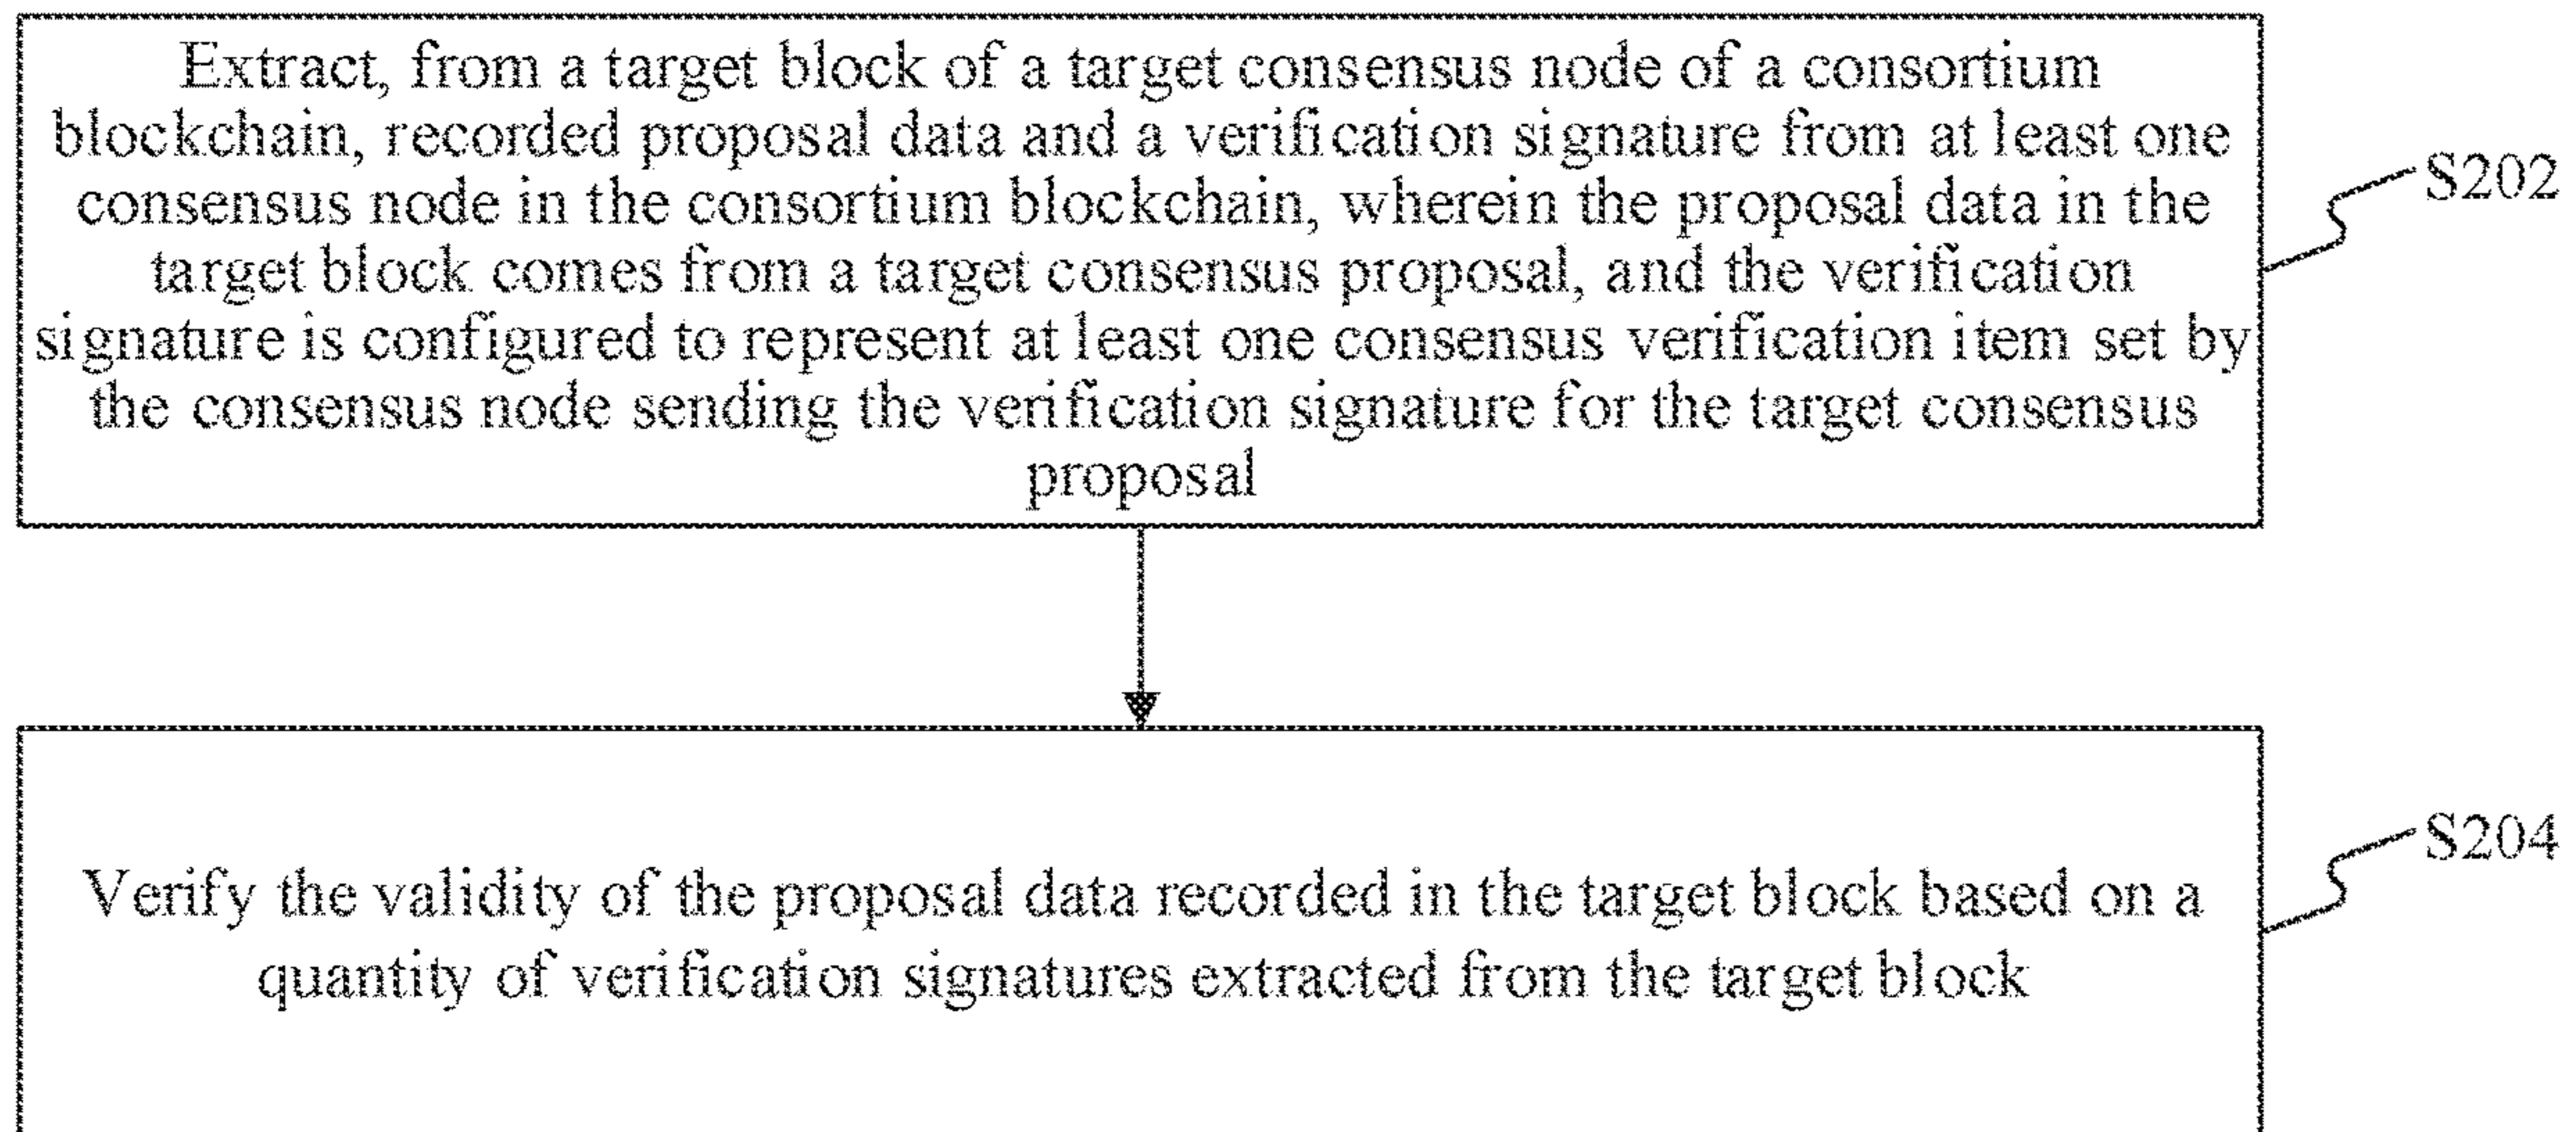 Extract, from a target block of a target consensus node of a consortium
blockchain, recorded proposal data and a verification signature from at least one
consensus node in the consortium blockchain, wherein the proposal data in the
target block comes from a target consensus proposal, and the verification
signature is configured to represent at least one consensus verification item set by
the consensus node sending the verification signature for the target consensus
proposal
S202
Verify the validity of the proposal data recorded in the target block based on a
quantity of verification signatures extracted from the target block
S204